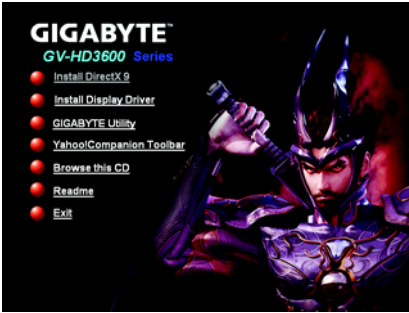 GIGABYTE™
GV-HD3600 Series
Install DirectX 9
Install Display Driver
GIGABYTE Utility
Yahoo!Companion Toolbar
Browse this CD
Readme
Exit